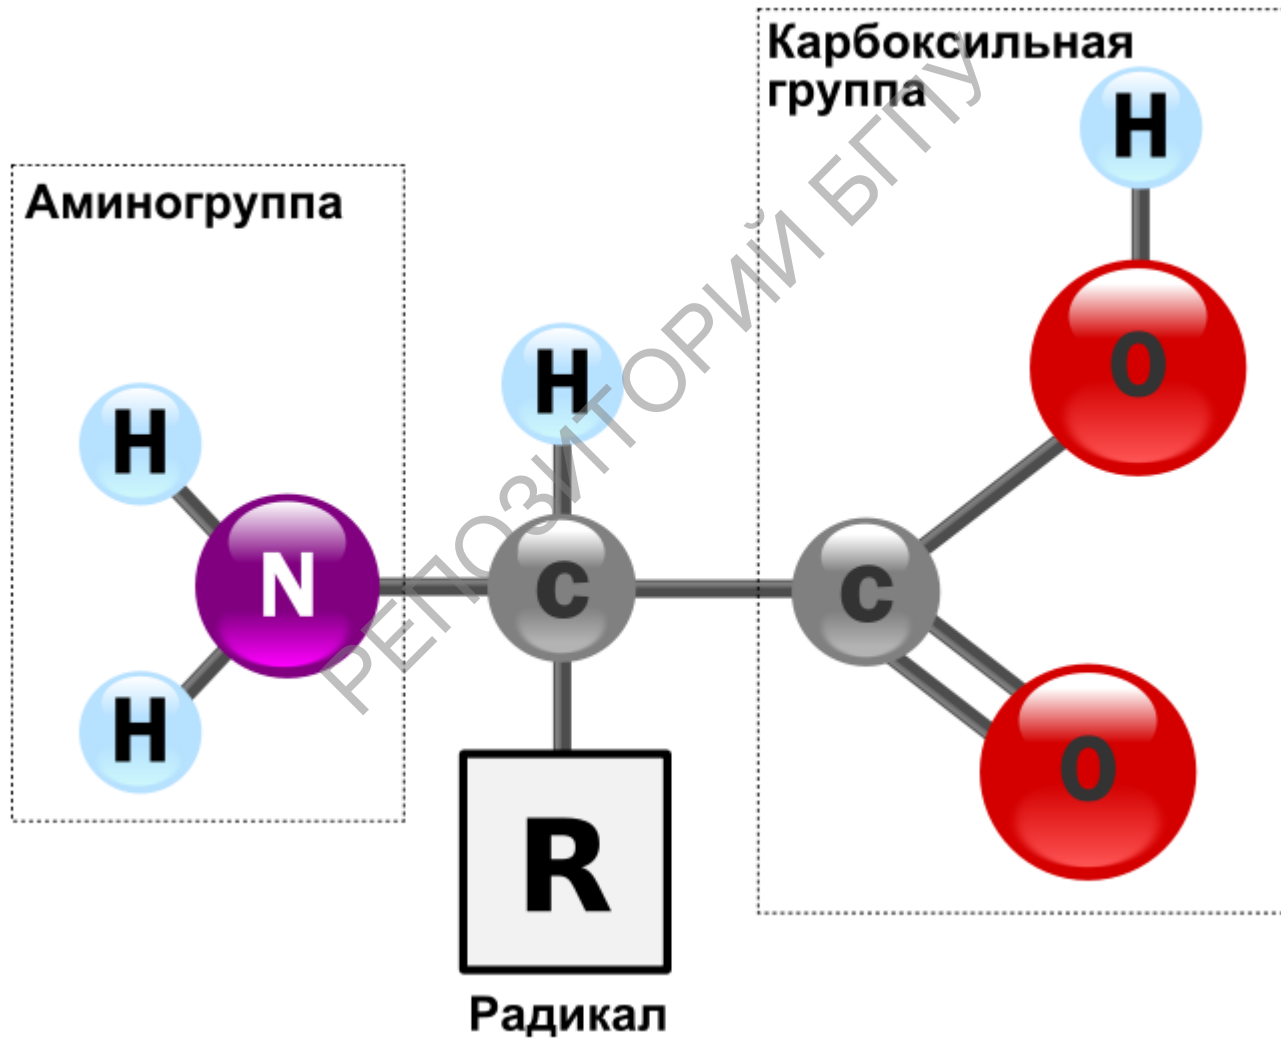 Карбоксильная
группа
H
Аминогруппа
O
H
H
N
C
C
H
O
R
Радикал
РЕПОЗИТОРИЙ БГПУ